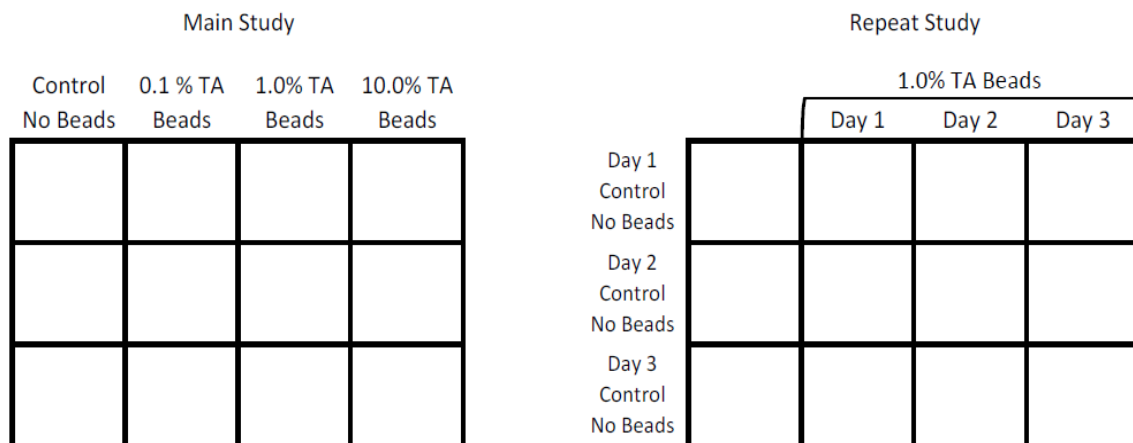 Main Study
Control 0.1 % TA 1.0% TA 10.0% TA
No Beads Beads Beads Beads
Repeat Study
1.0% TA Beads
Day 1 Day 2 Day 3
Day 1
Control
No Beads
Day 2
Control
No Beads
Day 3
Control
No Beads